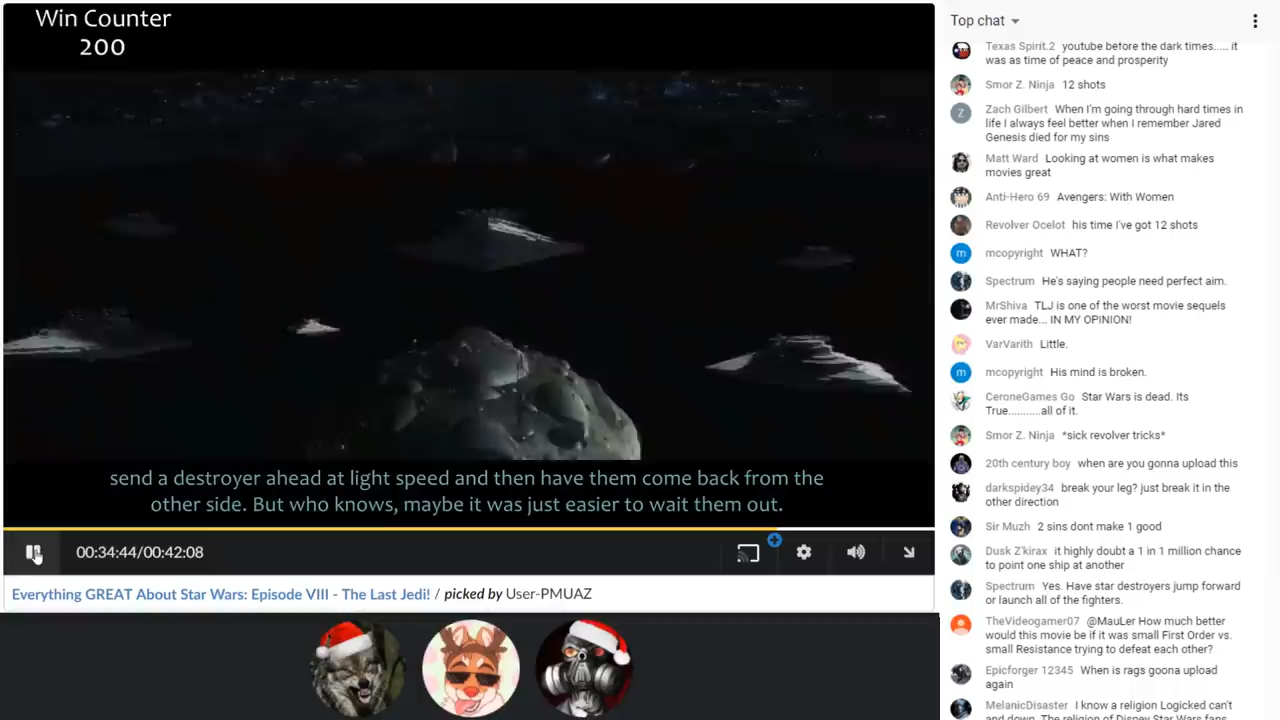 Win Counter
200
send a destroyer ahead at light speed and then have them come back from the
other side. But who knows, maybe it was just easier to wait them out.
00:34:44/00:42:08
Everything GREAT About Star Wars: Episode VIII - The Last Jedi! / picked by User-PMUAZ
Top chat
Texas Spirit.2 youtube before the dark times..... it
was as time of peace and prosperity
Smor Z. Ninja 12 shots
Z
Zach Gilbert When I'm going through hard times in
life I always feel better when I remember Jared
Genesis died for my sins
Matt Ward Looking at women is what makes
movies great
Anti-Hero 69 Avengers: With Women
Revolver Ocelot his time I've got 12 shots
m
mcopyright WHAT?
Spectrum He's saying people need perfect aim.
MrShiva TLJ is one of the worst movie sequels
ever made... IN MY OPINION!
VarVarith Little.
m
mcopyright His mind is broken.
CeroneGames Go Star Wars is dead. Its
True...........all of it.
Smor Z. Ninja *sick revolver tricks*
20th century boy when are you gonna upload this
darkspidey34 break your leg? just break it in the
other direction
Sir Muzh 2 sins dont make 1 good
Dusk Z'kirax it highly doubt a 1 in 1 million chance
to point one ship at another
Spectrum Yes. Have star destroyers jump forward
or launch all of the fighters.
TheVideogamer07 @MauLer How much better
would this movie be if it was small First Order vs.
small Resistance trying to defeat each other?
Epicforger 12345 When is rags goona upload
again
MelanicDisaster I know a religion Logicked can't
and down. The religion of Disney Star Wars fans